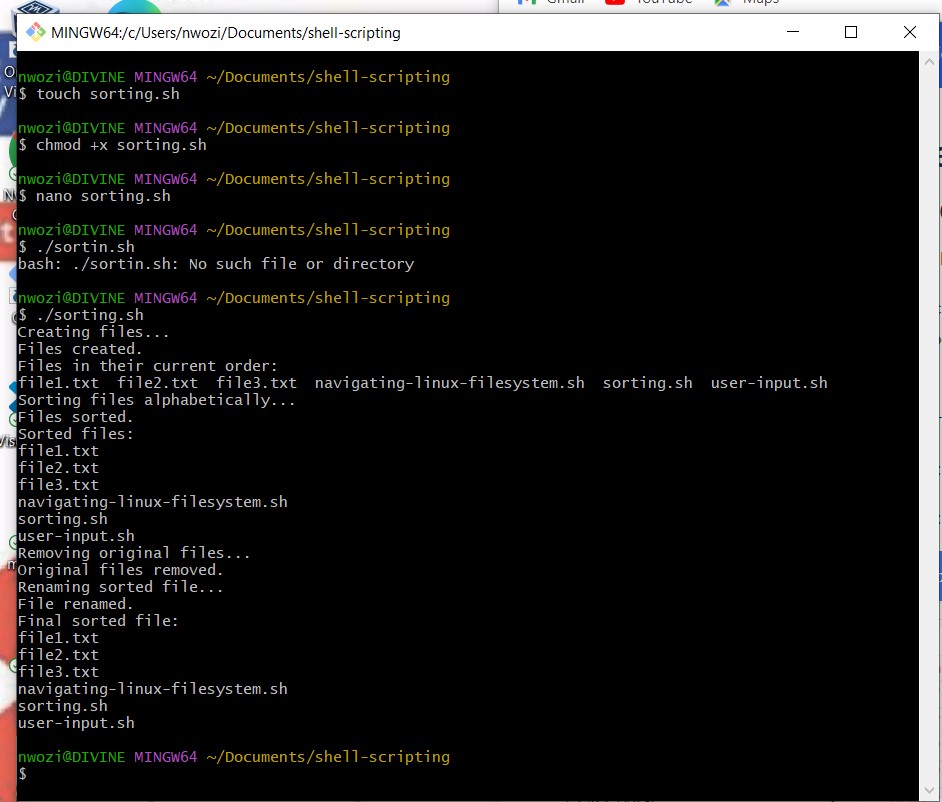 Gmail YouTube Maps
MINGW64:/c/Users/nwozi/Documents/shell-scripting
nwozi@DIVINE MINGW64 ~/Documents/shell-scripting
$ touch sorting.sh
nwozi@DIVINE MINGW64 ~/Documents/shell-scripting
$ chmod +x sorting.sh
nwozi@DIVINE MINGW64 ~/Documents/shell-scripting
$ nano sorting.sh
nwozi@DIVINE MINGW64 ~/Documents/shell-scripting
$ ./sortin.sh
bash: ./sortin.sh: No such file or directory
nwozi@DIVINE MINGW64 ~/Documents/shell-scripting
$ ./sorting.sh
Creating files...
Files created.
Files in their current order:
file1.txt  file2.txt  file3.txt  navigating-linux-filesystem.sh  sorting.sh  user-input.sh
Sorting files alphabetically...
Files sorted.
Sorted files:
file1.txt
file2.txt
file3.txt
navigating-linux-filesystem.sh
sorting.sh
user-input.sh
Removing original files...
Original files removed.
Renaming sorted file...
File renamed.
Final sorted file:
file1.txt
file2.txt
file3.txt
navigating-linux-filesystem.sh
sorting.sh
user-input.sh
nwozi@DIVINE MINGW64 ~/Documents/shell-scripting
$